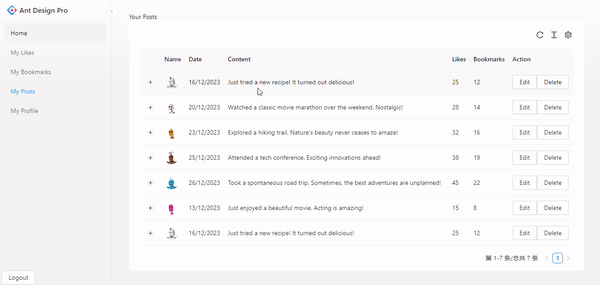 Ant Design Pro
Home
My Likes
My Bookmarks
My Posts
My Profile
Logout
Your Posts
Name Date Content Likes Bookmarks Action
+ 16/12/2023 Just tried a new recipe! It turned out delicious! 25 12 Edit Delete
+ 20/12/2023 Watched a classic movie marathon over the weekend. Nostalgic! 28 14 Edit Delete
+ 23/12/2023 Explored a hiking trail. Nature's beauty never ceases to amaze! 32 16 Edit Delete
+ 25/12/2023 Attended a tech conference. Exciting innovations ahead! 38 19 Edit Delete
+ 26/12/2023 Took a spontaneous road trip. Sometimes, the best adventures are unplanned! 45 22 Edit Delete
+ 13/12/2023 Just enjoyed a beautiful movie. Acting is amazing! 15 8 Edit Delete
+ 16/12/2023 Just tried a new recipe! It turned out delicious! 25 12 Edit Delete
第 1-7 条/总共 7 条 < 1 >